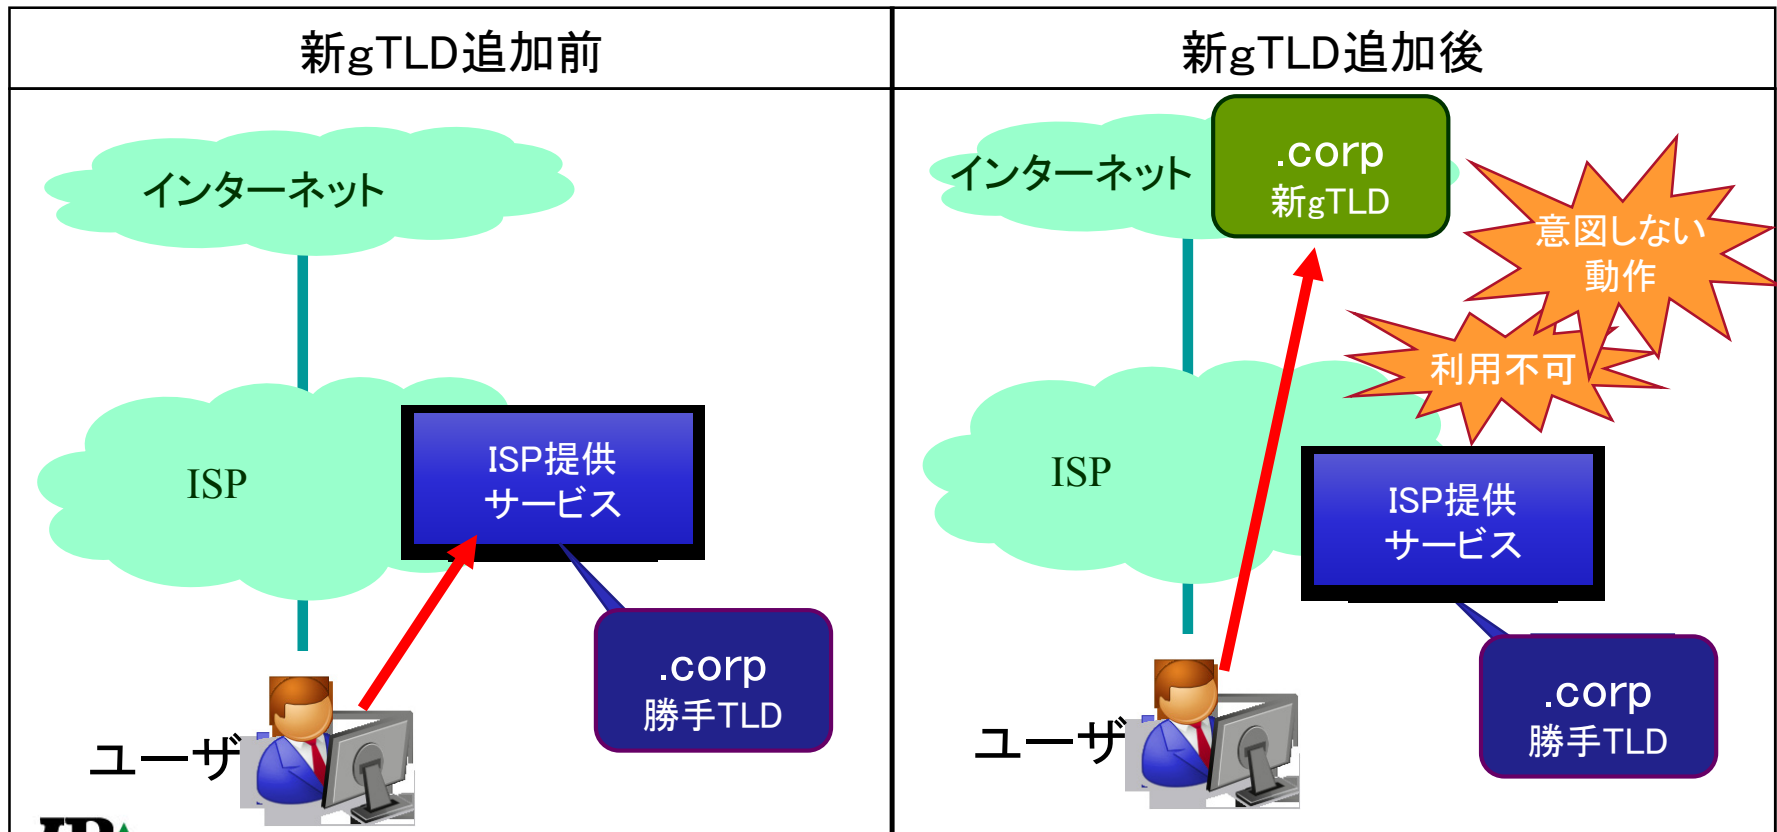 新gTLD追加前
インターネット
ISP
ISP提供
サービス
.corp
勝手TLD
ユーザ
新gTLD追加後
インターネット
.corp
新gTLD
意図しない
動作
利用不可
ISP
ISP提供
サービス
.corp
勝手TLD
ユーザ